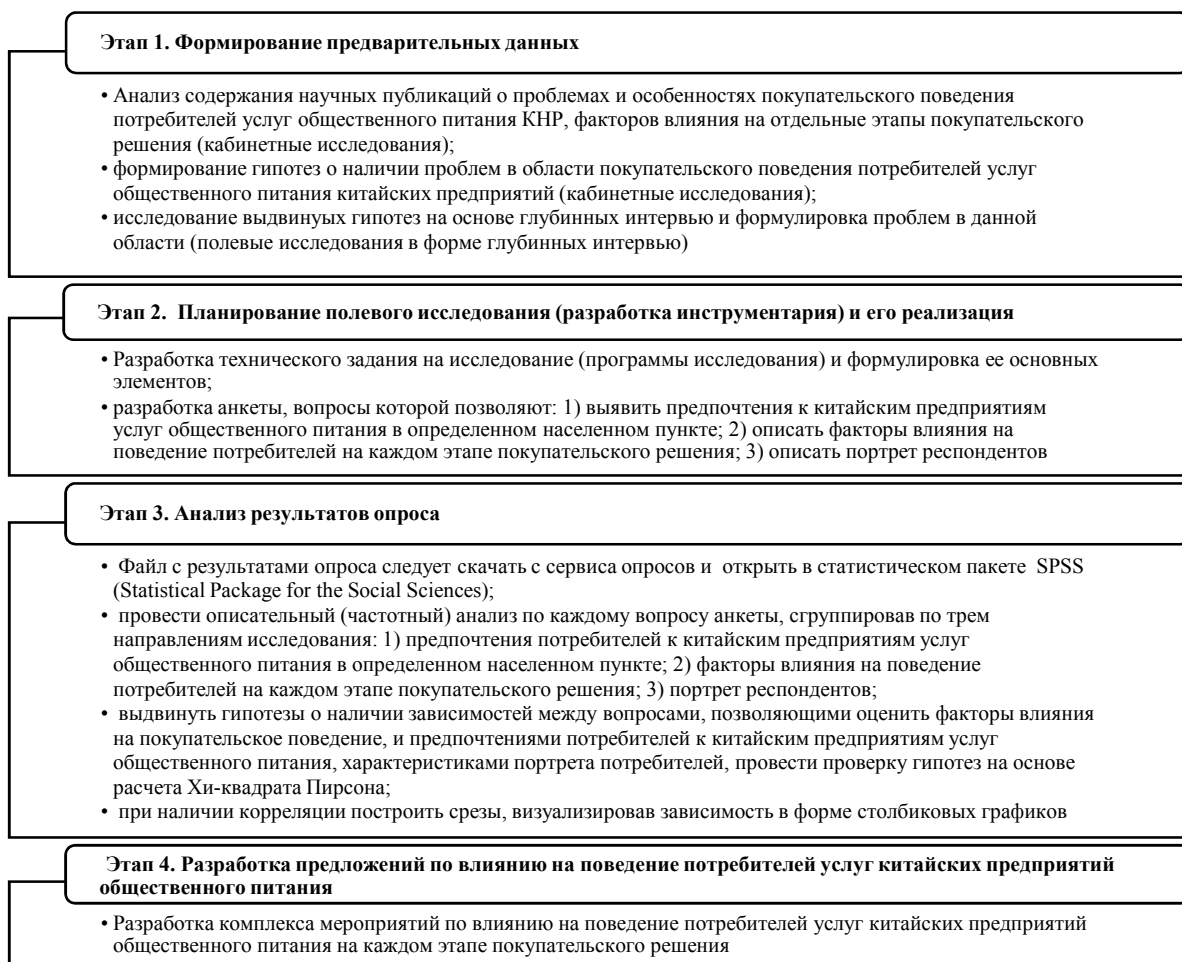 Этап 1. Формирование предварительных данных
• Анализ содержания научных публикаций о проблемах и особенностях покупательского поведения
потребителей услуг общественного питания КНР, факторов влияния на отдельные этапы покупательского
решения (кабинетные исследования);
• формирование гипотез о наличии проблем в области покупательского поведения потребителей услуг
общественного питания китайских предприятий (кабинетные исследования);
• исследование выдвинуых гипотез на основе глубинных интервью и формулировка проблем в данной
области (полевые исследования в форме глубинных интервью)
Этап 2. Планирование полевого исследования (разработка инструментария) и его реализация
• Разработка технического задания на исследование (программы исследования) и формулировка ее основных
элементов;
• разработка анкеты, вопросы которой позволяют: 1) выявить предпочтения к китайским предприятиям
услуг общественного питания в определенном населенном пункте; 2) описать факторы влияния на
поведение потребителей на каждом этапе покупательского решения; 3) описать портрет респондентов
Этап 3. Анализ результатов опроса
• Файл с результатами опроса следует скачать с сервиса опросов и открыть в статистическом пакете SPSS
(Statistical Package for the Social Sciences);
• провести описательный (частотный) анализ по каждому вопросу анкеты, сгруппировав по трем
направлениям исследования: 1) предпочтения потребителей к китайским предприятиям услуг
общественного питания в определенном населенном пункте; 2) факторы влияния на поведение
потребителей на каждом этапе покупательского решения; 3) портрет респондентов;
• выдвинуть гипотезы о наличии зависимостей между вопросами, позволяющими оценить факторы влияния
на покупательское поведение, и предпочтениями потребителей к китайским предприятиям услуг
общественного питания, характеристиками портрета потребителей, провести проверку гипотез на основе
расчета Хи-квадрата Пирсона;
• при наличии корреляции построить срезы, визуализировав зависимость в форме столбиковых графиков
Этап 4. Разработка предложений по влиянию на поведение потребителей услуг китайских предприятий
общественного питания
• Разработка комплекса мероприятий по влиянию на поведение потребителей услуг китайских предприятий
общественного питания на каждом этапе покупательского решения